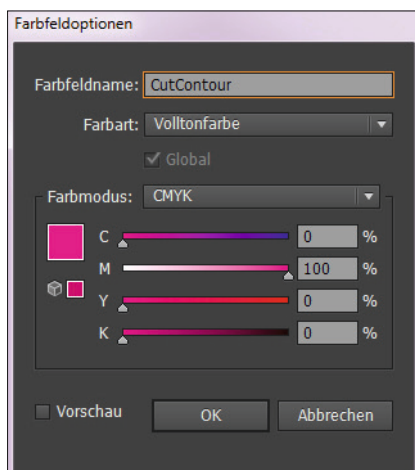 Farbfeldoptionen
Farbfeldname: CutContour
Farbart: Volltonfarbe
Global
Farbmodus: CMYK
C 0 %
M 100 %
Y 0 %
K 0 %
Vorschau OK Abbrechen